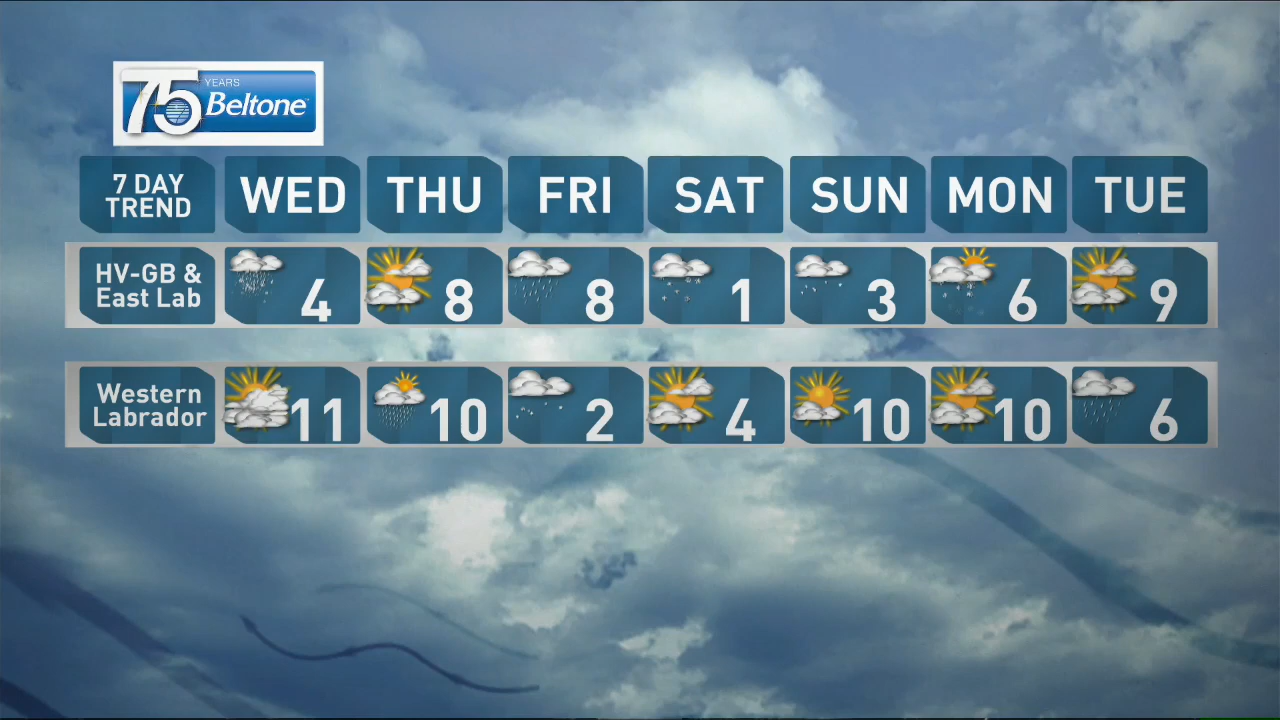 75 YEARS
Beltone
7 DAY
TREND
WED THU FRI SAT SUN MON TUE
HV-GB &
East Lab
4 8 8 1 3 6 9
Western
Labrador
11 10 2 4 10 10 6